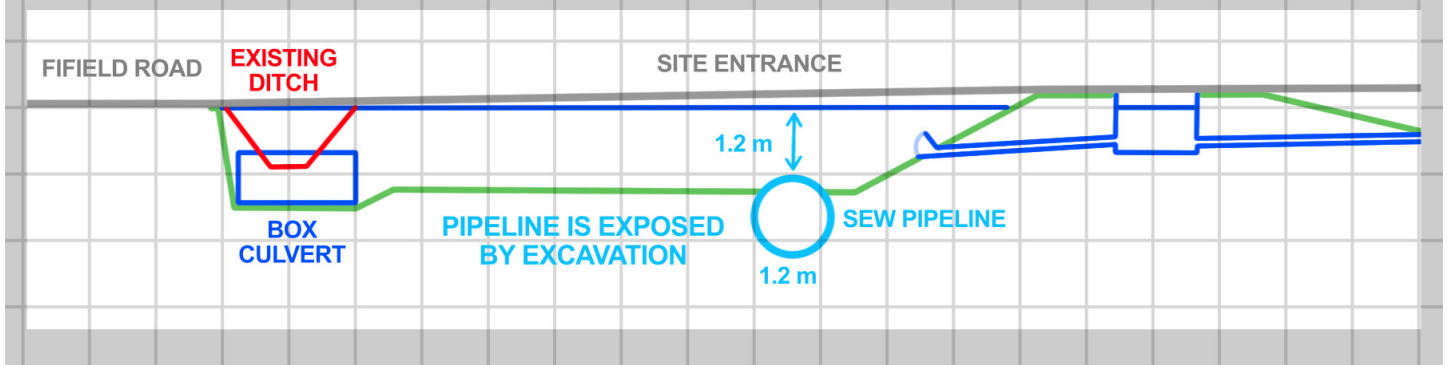 FIFIELD ROAD
EXISTING
DITCH
SITE ENTRANCE
1.2 m
BOX
CULVERT
PIPELINE IS EXPOSED
BY EXCAVATION
SEW PIPELINE
1.2 m